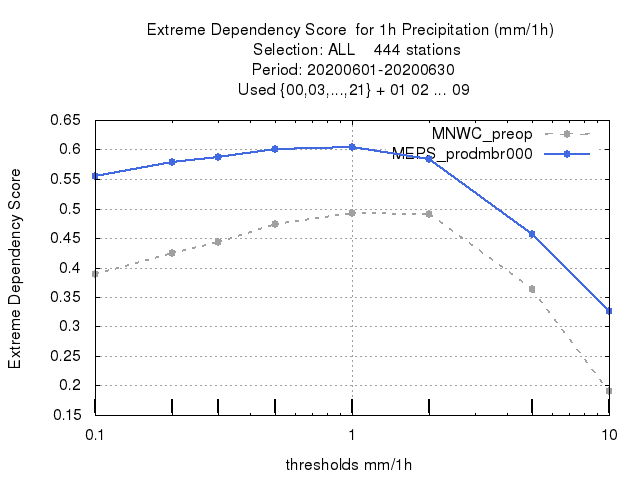 Extreme Dependency Score  for 1h Precipitation (mm/1h)
Selection: ALL    444 stations
Period: 20200601-20200630
Used {00,03,...,21} + 01 02 ... 09
MNWC_preop
MEPS_prodmbr000
Extreme Dependency Score
0.65
0.6
0.55
0.5
0.45
0.4
0.35
0.3
0.25
0.2
0.15
0.1 1 10
thresholds mm/1h